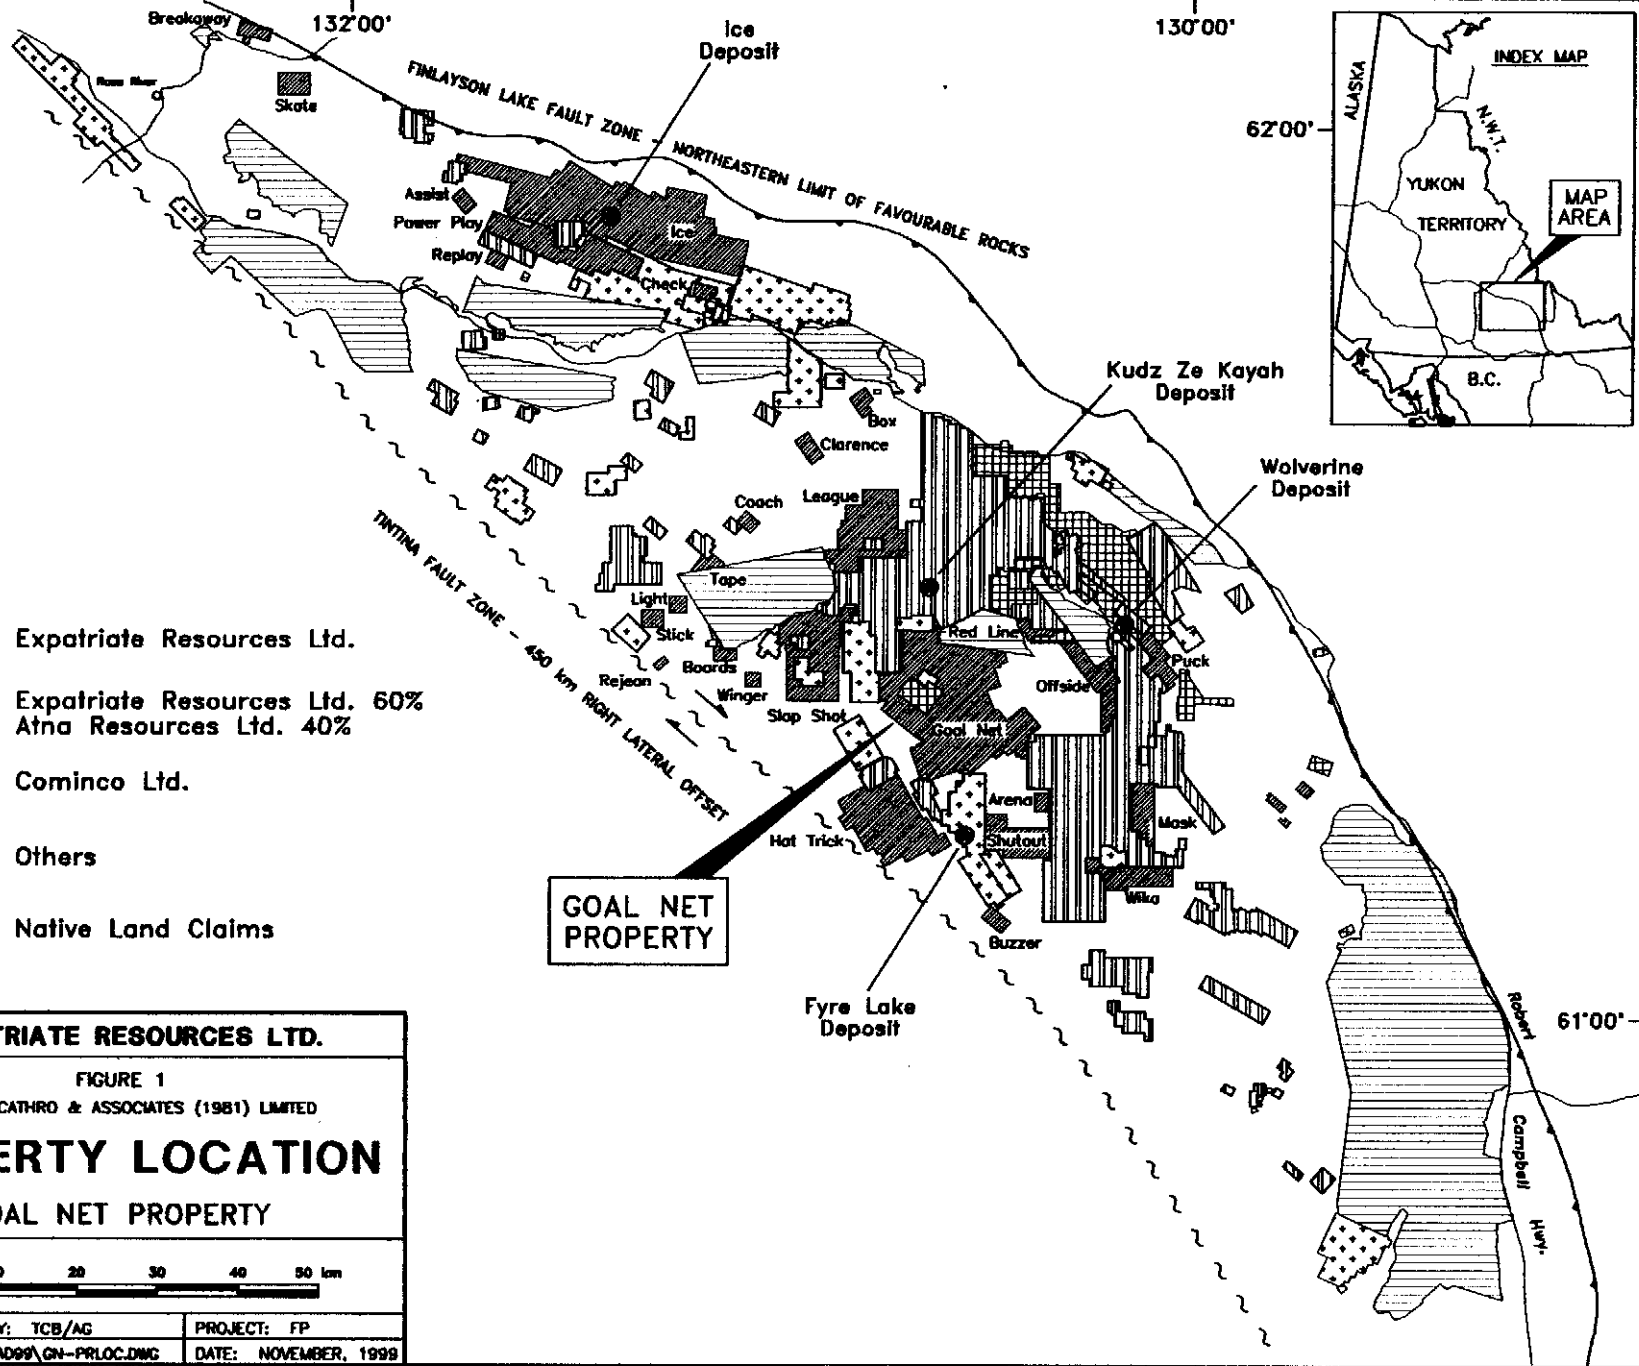 Breakaway
132°00'
Ice
Deposit
130°00'
INDEX MAP
ALASKA
N.W.T.
YUKON
TERRITORY
MAP
AREA
B.C.
62°00'
Ross River
Skate
FINLAYSON LAKE FAULT ZONE - NORTHEASTERN LIMIT OF FAVOURABLE ROCKS
Assist
Power Play
Ice
Replay
Check
Kudz Ze Kayah
Deposit
Box
Clarence
Wolverine
Deposit
Coach
League
TINTINA FAULT ZONE - 450 km RIGHT LATERAL OFFSET
Tape
Light
Stick
Red Line
Boards
Puck
Rejean
Winger
Offside
Slap Shot
Goal Net
Arena
Mask
Hat Trick
Shutout
Wika
Buzzer
GOAL NET
PROPERTY
Fyre Lake
Deposit
Robert
Campbell
Hwy.
61°00'
Expatriate Resources Ltd.
Expatriate Resources Ltd. 60%
Atna Resources Ltd. 40%
Cominco Ltd.
Others
Native Land Claims
TRIATE RESOURCES LTD.
FIGURE 1
CATHRO & ASSOCIATES (1981) LIMITED
ERTY LOCATION
OAL NET PROPERTY
0 20 30 40 50 km
Y: TCB/AG
PROJECT: FP
AD99\GN-PRLOC.DWG
DATE: NOVEMBER, 1999